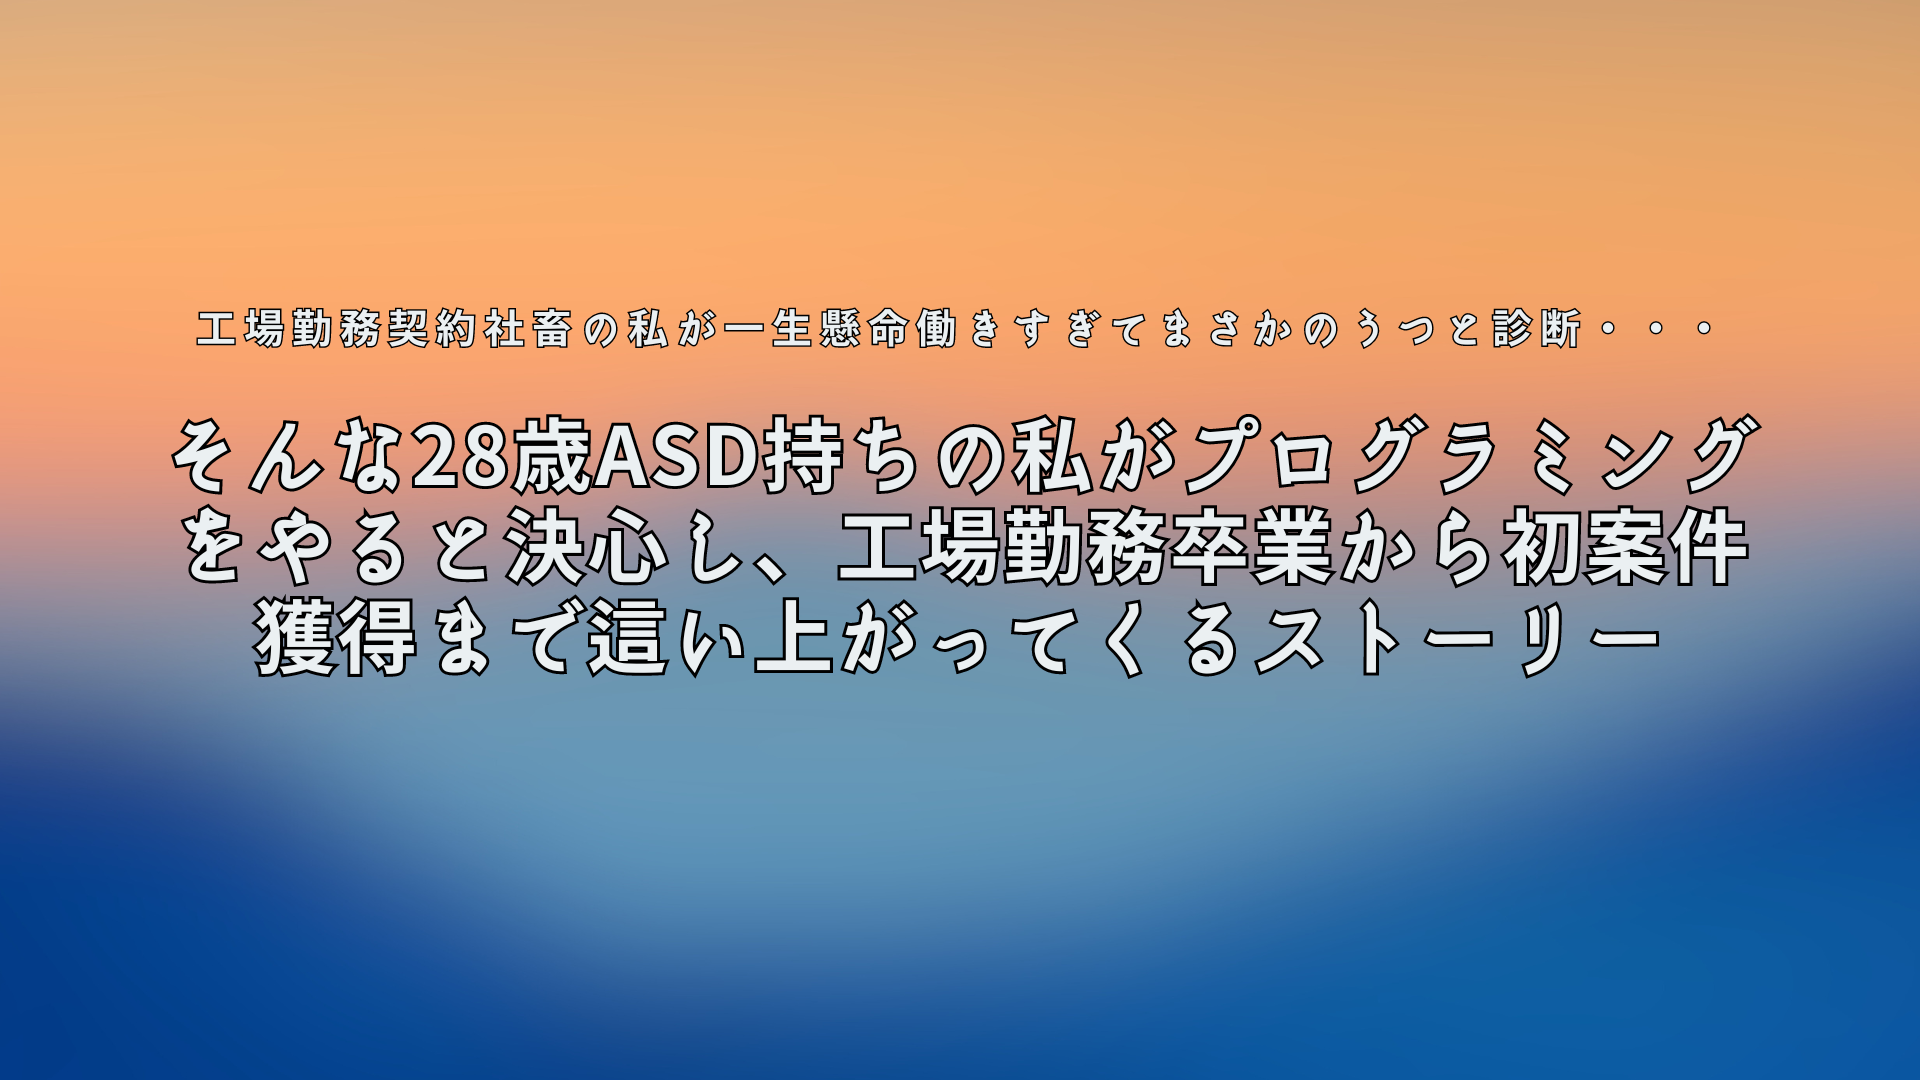 工場勤務契約社畜の私が一生懸命働きすぎてまさかのうつと診断・・・
そんな28歳ASD持ちの私がプログラミング
をやると決心し、工場勤務卒業から初案件
獲得まで這い上がってくるストーリー